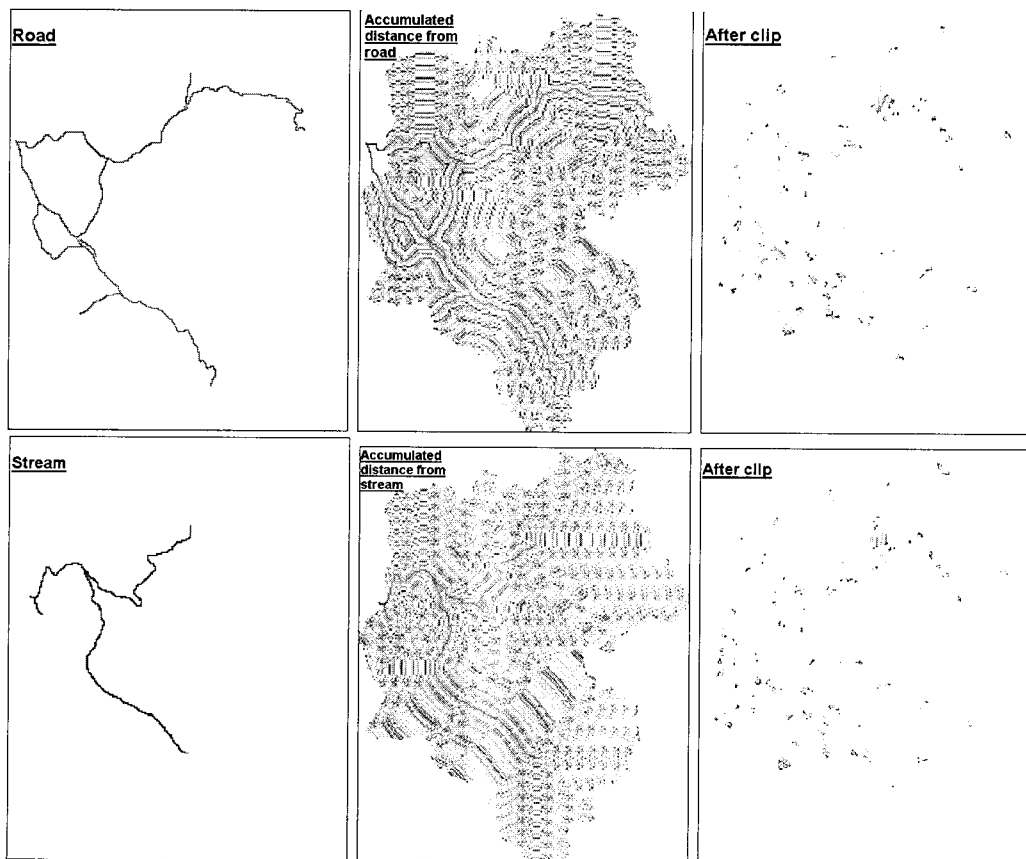 Road
Accumulated
distance from
road
After clip
Stream
Accumulated
distance from
stream
After clip